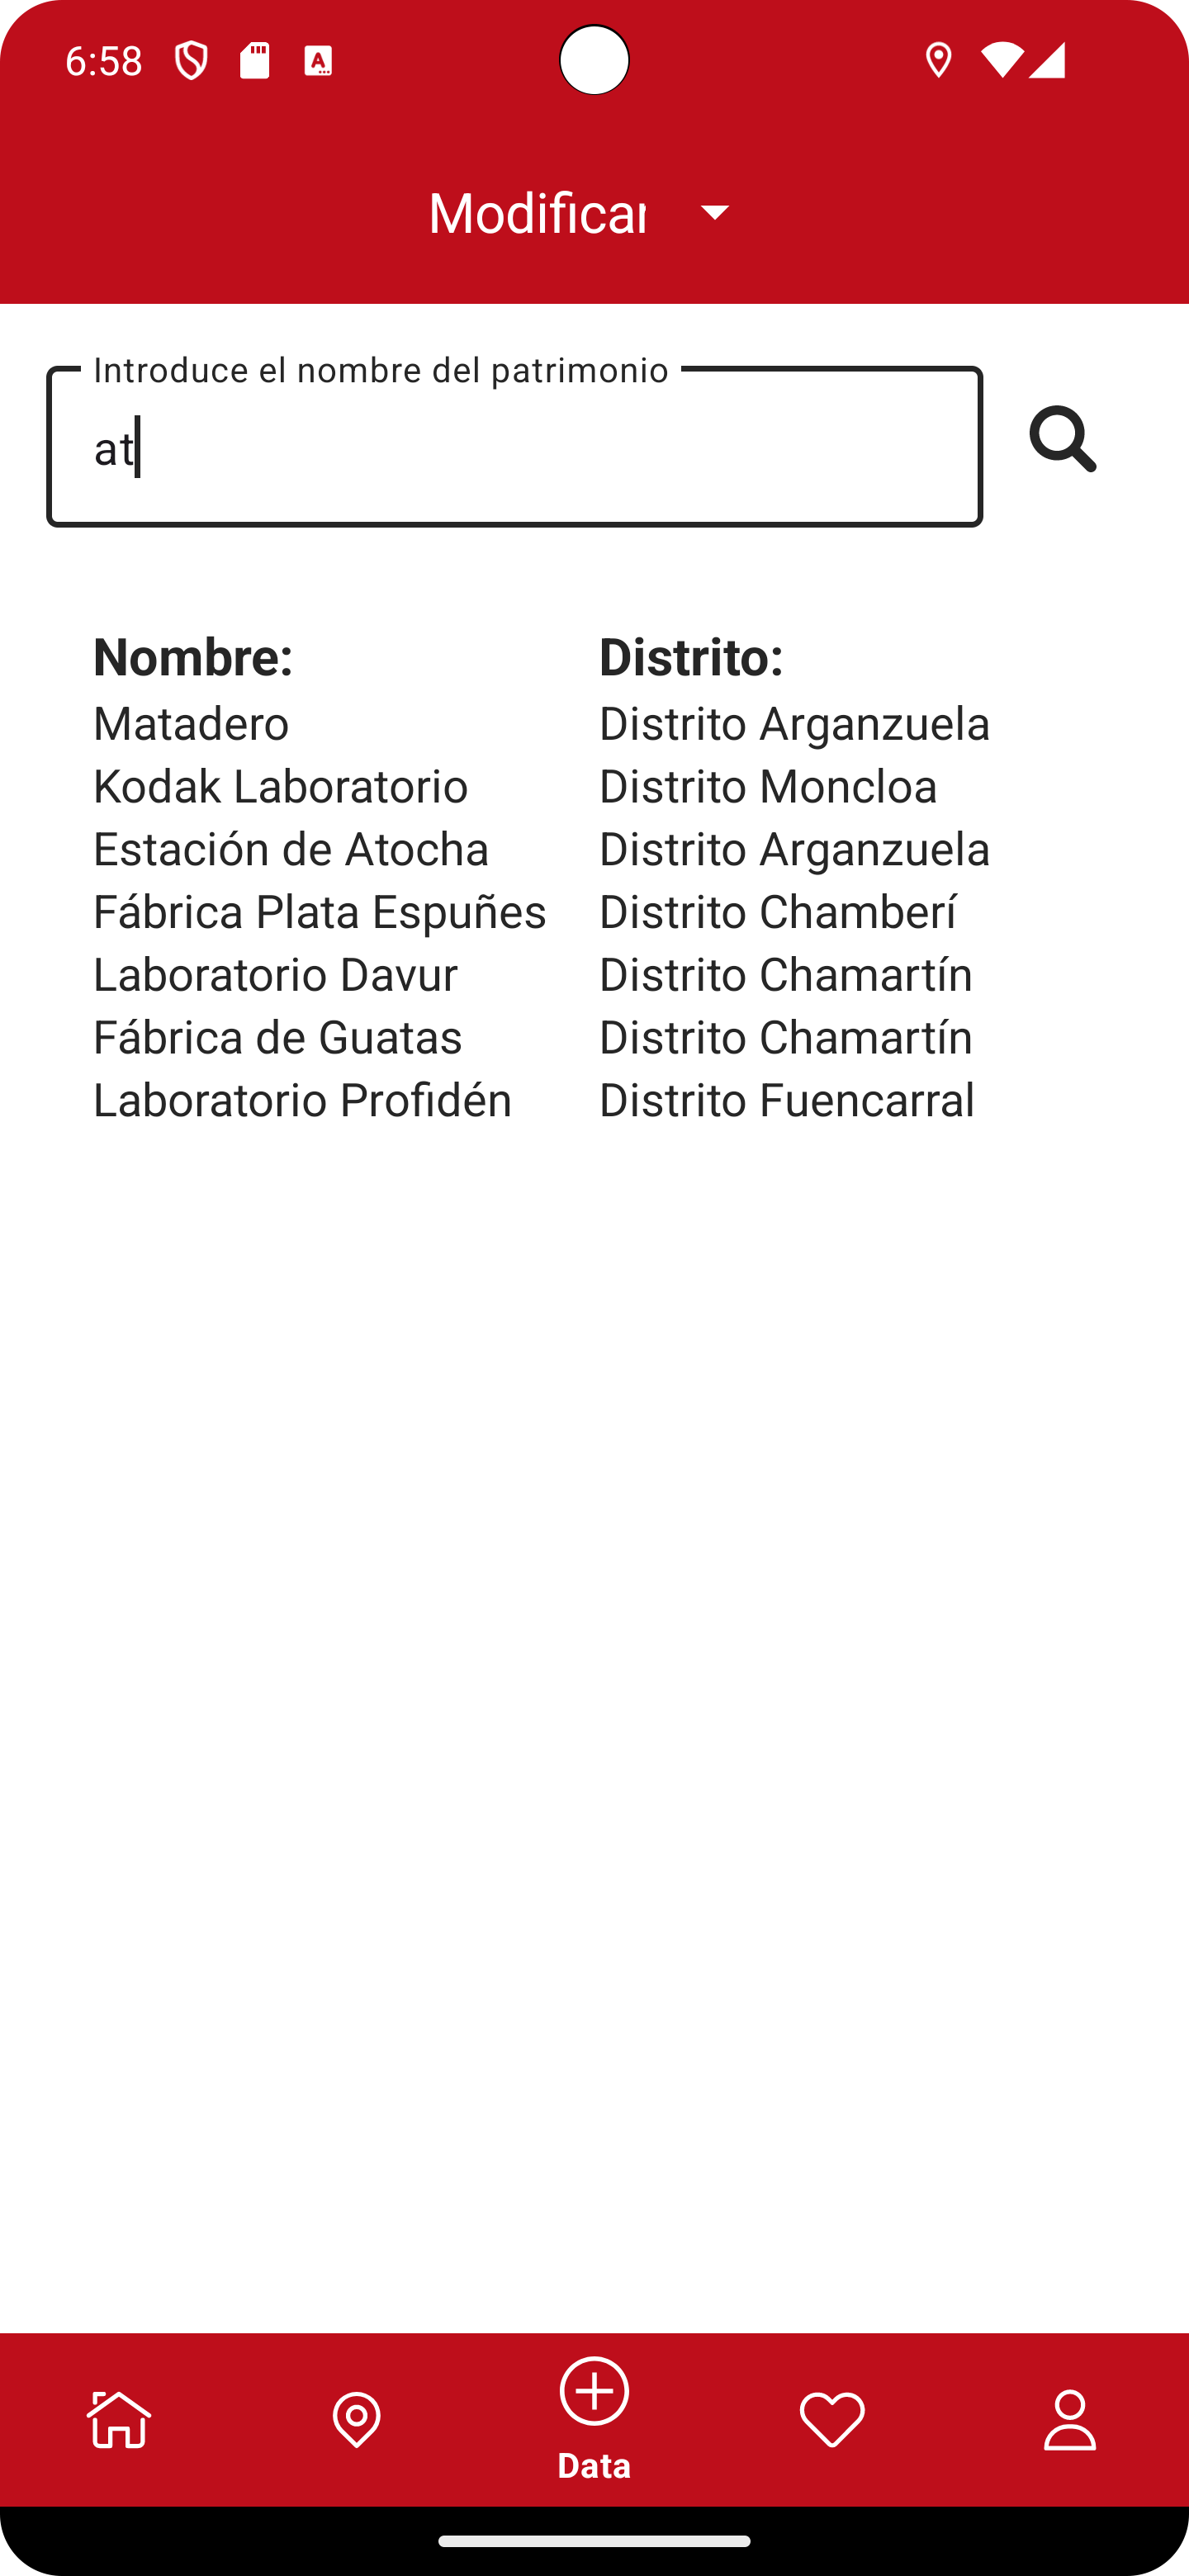 6:58
Modificar
Introduce el nombre del patrimonio
at
Nombre: Distrito:
Matadero Distrito Arganzuela
Kodak Laboratorio Distrito Moncloa
Estación de Atocha Distrito Arganzuela
Fábrica Plata Espuñes Distrito Chamberí
Laboratorio Davur Distrito Chamartín
Fábrica de Guatas Distrito Chamartín
Laboratorio Profidén Distrito Fuencarral
Data